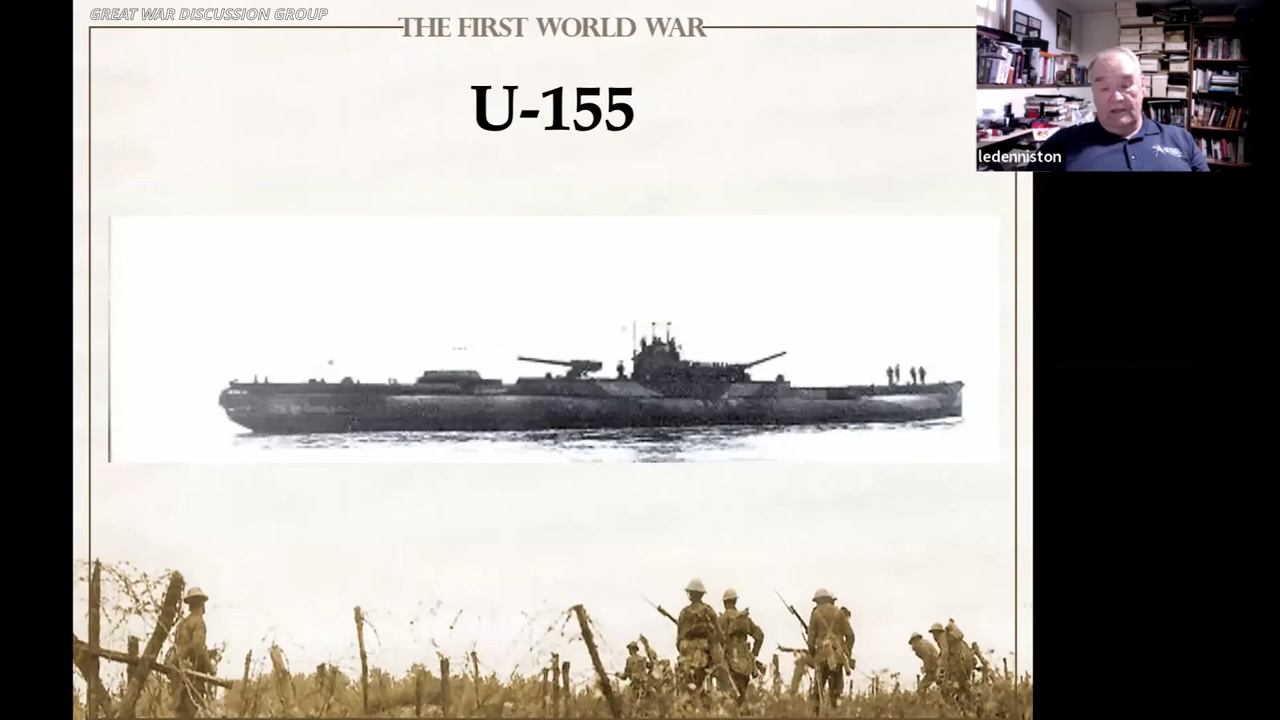 GREAT WAR DISCUSSION GROUP
THE FIRST WORLD WAR
U-155
ledenniston